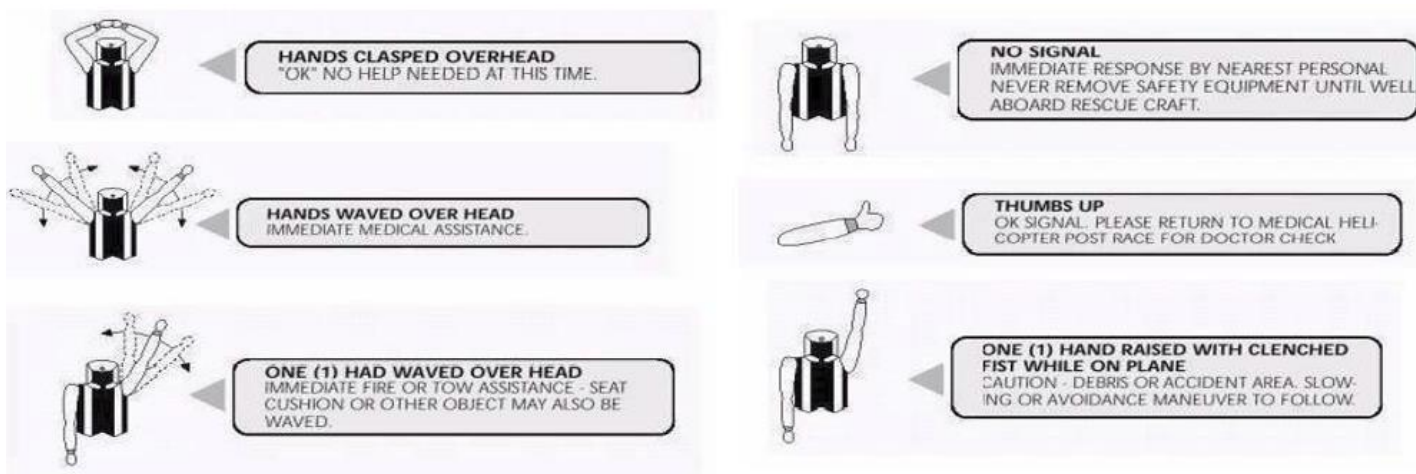 HANDS CLASPED OVERHEAD
"OK" NO HELP NEEDED AT THIS TIME.
HANDS WAVED OVER HEAD
IMMEDIATE MEDICAL ASSISTANCE.
ONE (1) HAD WAVED OVER HEAD
IMMEDIATE FIRE OR TOW ASSISTANCE - SEAT
CUSHION OR OTHER OBJECT MAY ALSO BE
WAVED.
NO SIGNAL
IMMEDIATE RESPONSE BY NEAREST PERSONAL
NEVER REMOVE SAFETY EQUIPMENT UNTIL WELL
ABOARD RESCUE CRAFT.
THUMBS UP
OK SIGNAL. PLEASE RETURN TO MEDICAL HELI-
COPTER POST RACE FOR DOCTOR CHECK
ONE (1) HAND RAISED WITH CLENCHED
FIST WHILE ON PLANE
CAUTION - DEBRIS OR ACCIDENT AREA. SLOW-
ING OR AVOIDANCE MANEUVER TO FOLLOW.